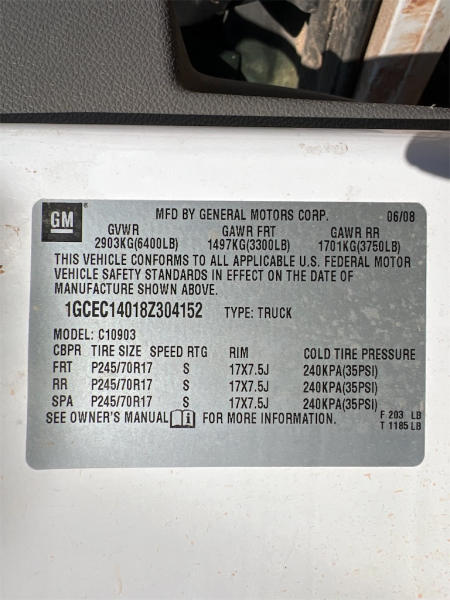 GM® MFD BY GENERAL MOTORS CORP. 06/08
GVWR GAWR FRT GAWR RR
2903KG(6400LB) 1497KG(3300LB) 1701KG(3750LB)
THIS VEHICLE CONFORMS TO ALL APPLICABLE U.S. FEDERAL MOTOR
VEHICLE SAFETY STANDARDS IN EFFECT ON THE DATE OF
MANUFACTURE SHOWN ABOVE.
1GCEC14018Z304152 TYPE: TRUCK
MODEL: C10903
CBPR TIRE SIZE SPEED RTG RIM COLD TIRE PRESSURE
FRT P245/70R17 S 17X7.5J 240KPA(35PSI)
RR P245/70R17 S 17X7.5J 240KPA(35PSI)
SPA P245/70R17 S 17X7.5J 240KPA(35PSI)
SEE OWNER'S MANUAL FOR MORE INFORMATION. F 203 LB
T 1185 LB